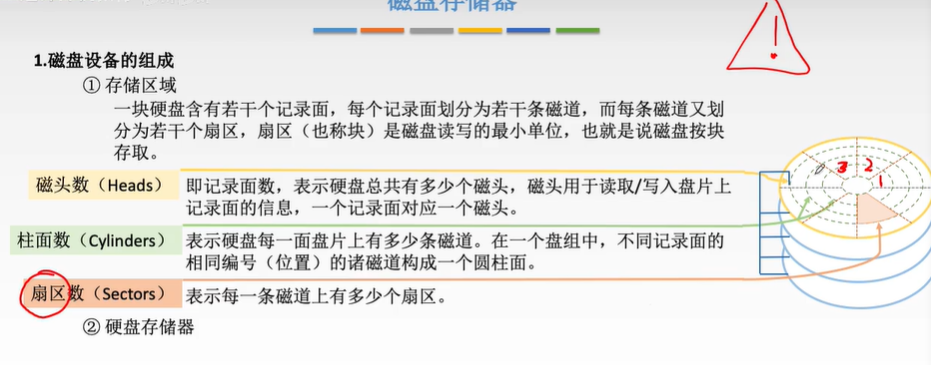 磁盘存储器
1.磁盘设备的组成
① 存储区域
一块硬盘含有若干个记录面，每个记录面划分为若干条磁道，而每条磁道又划
分为若干个扇区，扇区（也称块）是磁盘读写的最小单位，也就是说磁盘按块
存取。
磁头数（Heads） 即记录面数，表示硬盘总共有多少个磁头，磁头用于读取/写入盘片上
记录面的信息，一个记录面对应一个磁头。
柱面数（Cylinders） 表示硬盘每一面盘片上有多少条磁道。在一个盘组中，不同记录面的
相同编号（位置）的诸磁道构成一个圆柱面。
扇区数（Sectors） 表示每一条磁道上有多少个扇区。
② 硬盘存储器
!
0 3 2
1